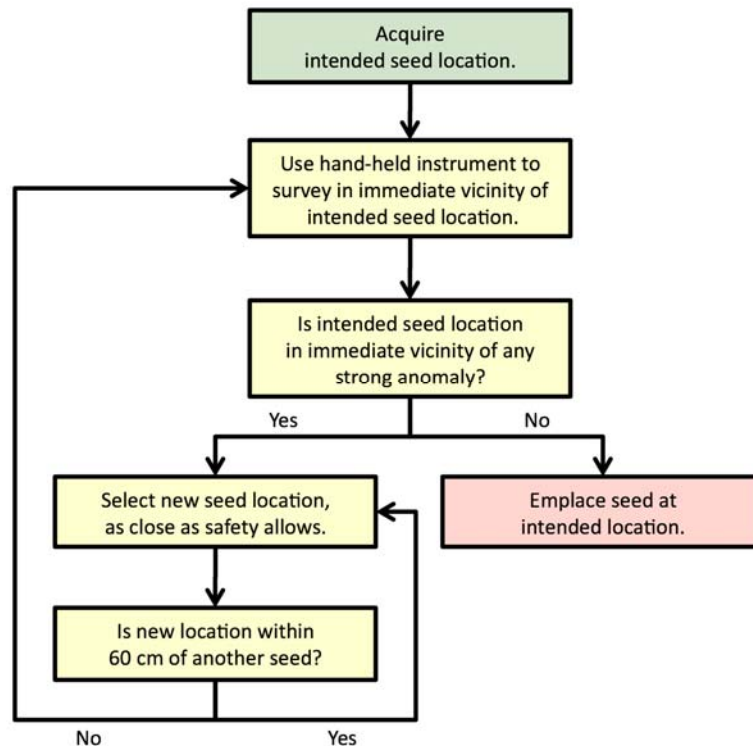 Acquire
intended seed location.
Use hand-held instrument to
survey in immediate vicinity of
intended seed location.
Is intended seed location
in immediate vicinity of any
strong anomaly?
Yes
No
Select new seed location,
as close as safety allows.
Emplace seed at
intended location.
Is new location within
60 cm of another seed?
No
Yes